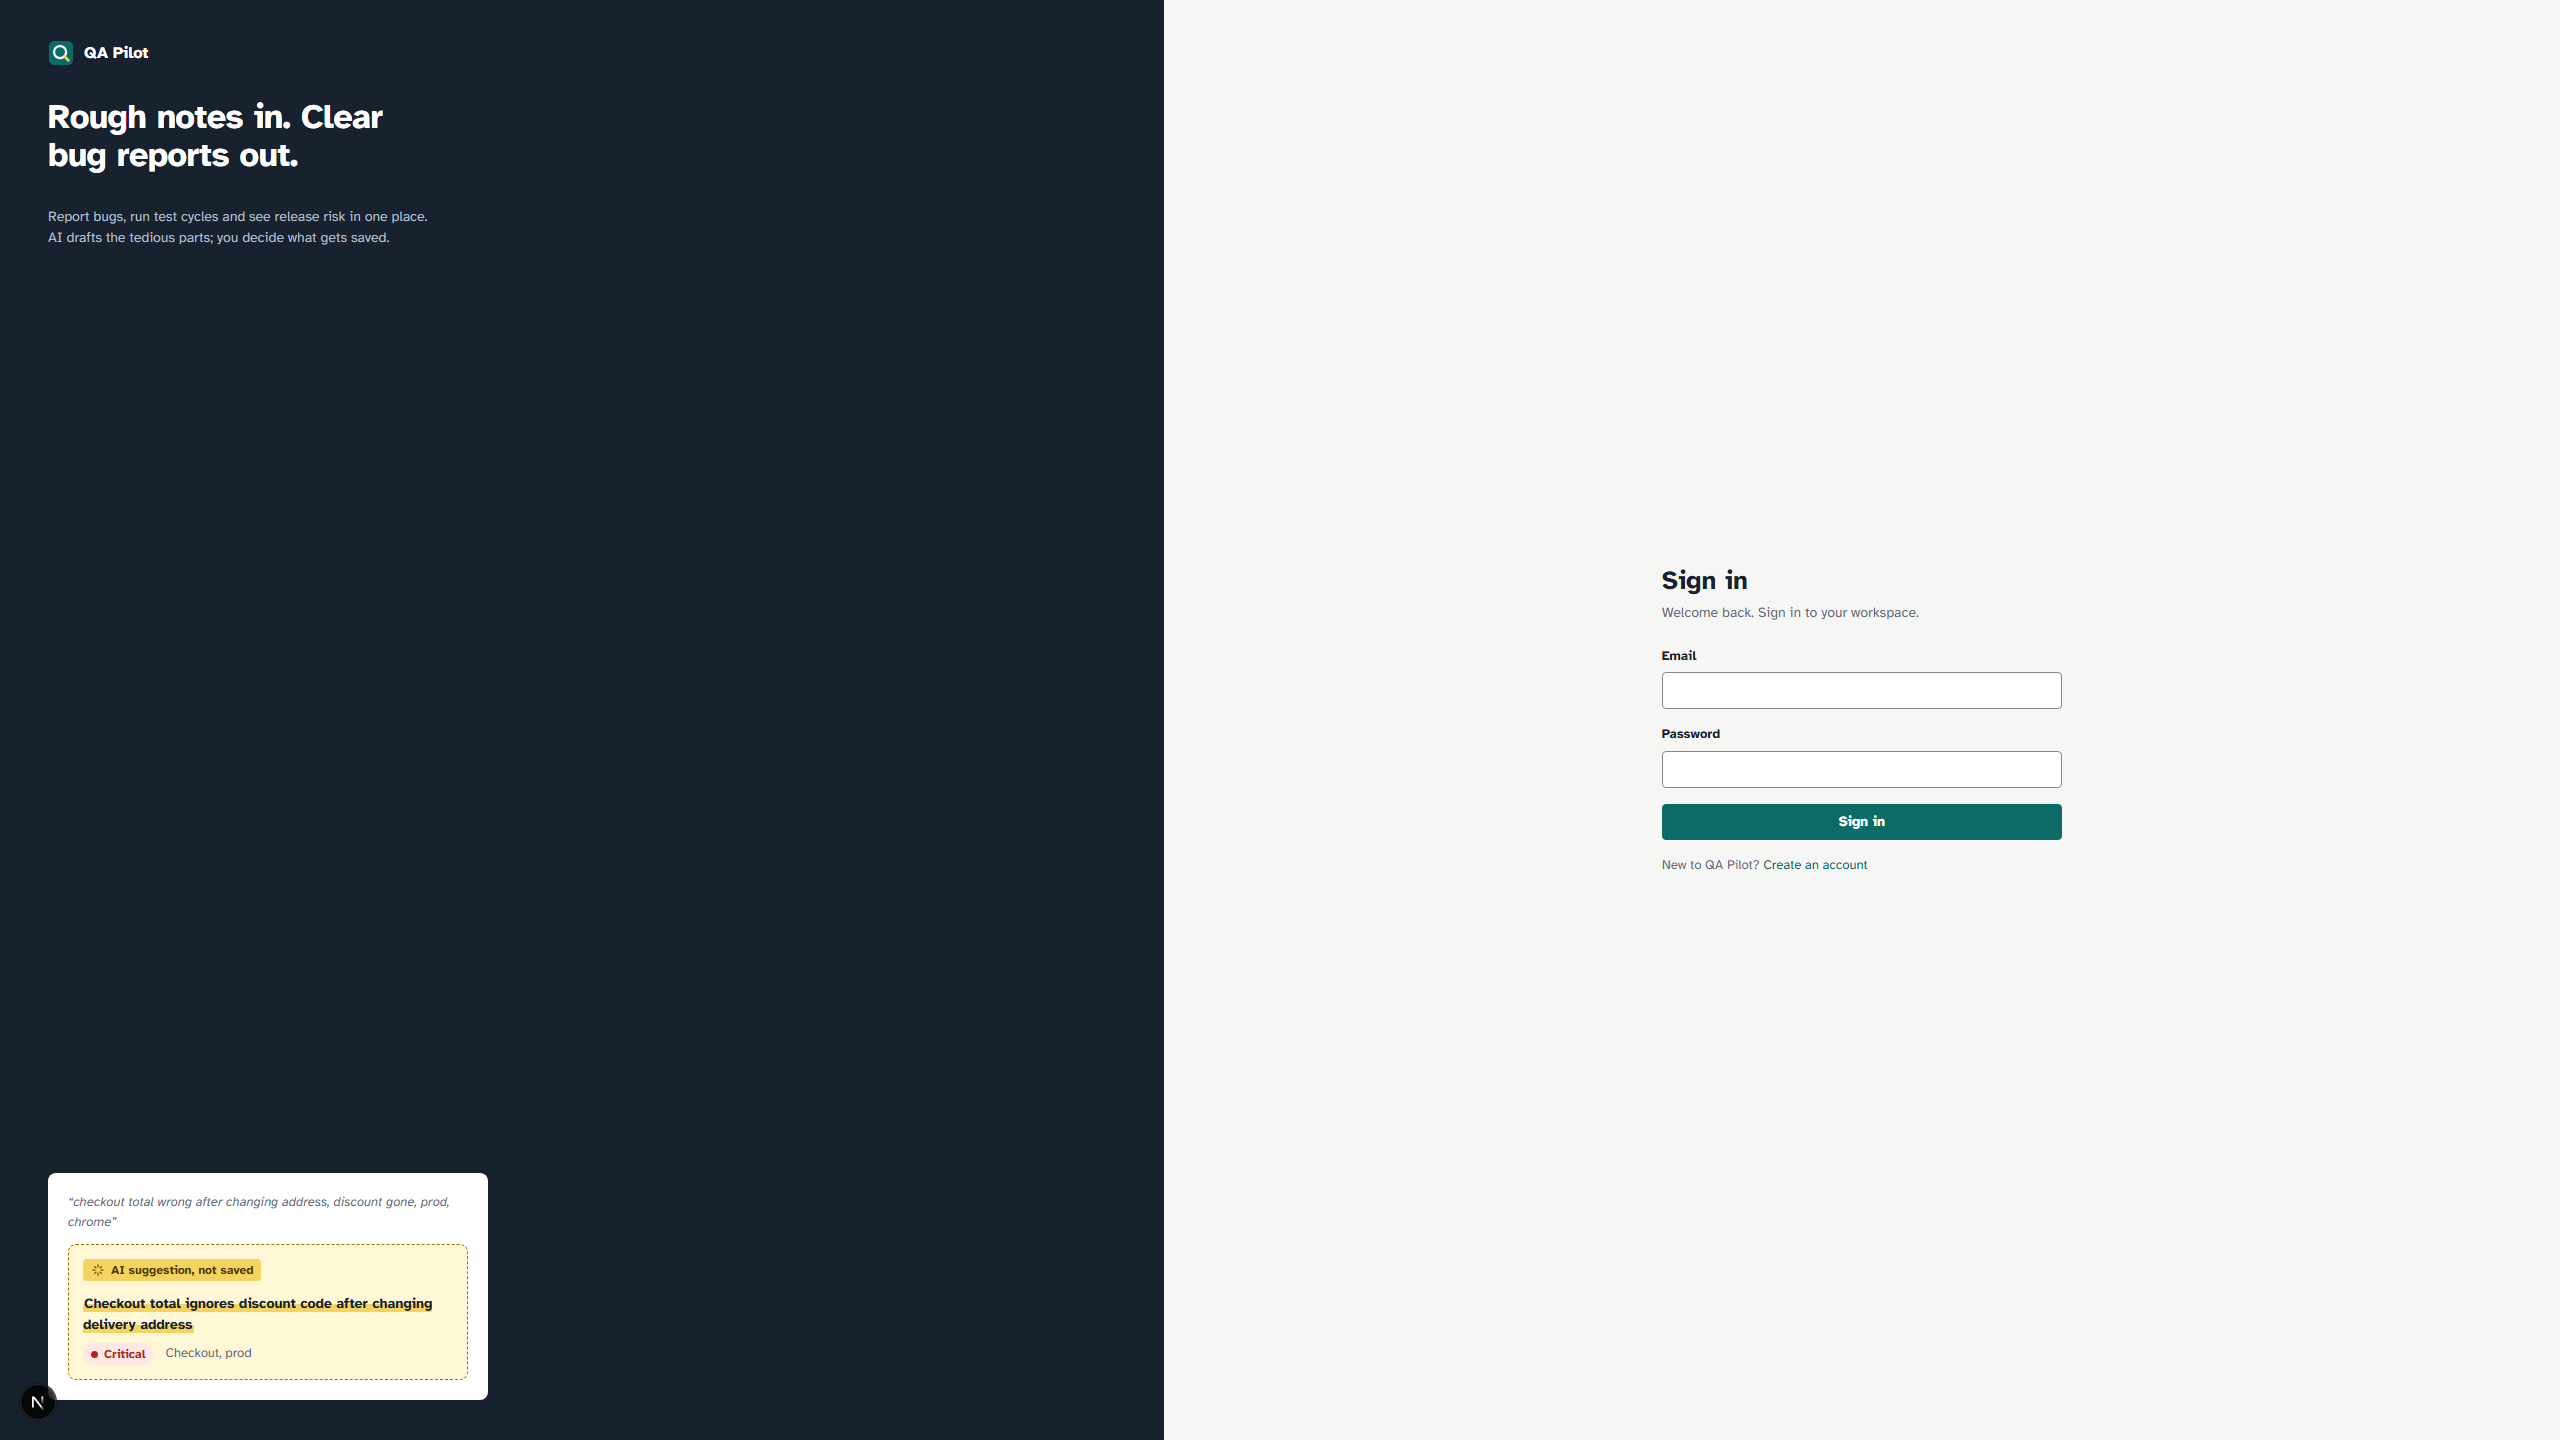 QA Pilot
Rough notes in. Clear
bug reports out.
Report bugs, run test cycles and see release risk in one place.
AI drafts the tedious parts; you decide what gets saved.
“checkout total wrong after changing address, discount gone, prod,
chrome”
AI suggestion, not saved
Checkout total ignores discount code after changing
delivery address
Critical Checkout, prod
N
Sign in
Welcome back. Sign in to your workspace.
Email
Password
Sign in
New to QA Pilot? Create an account